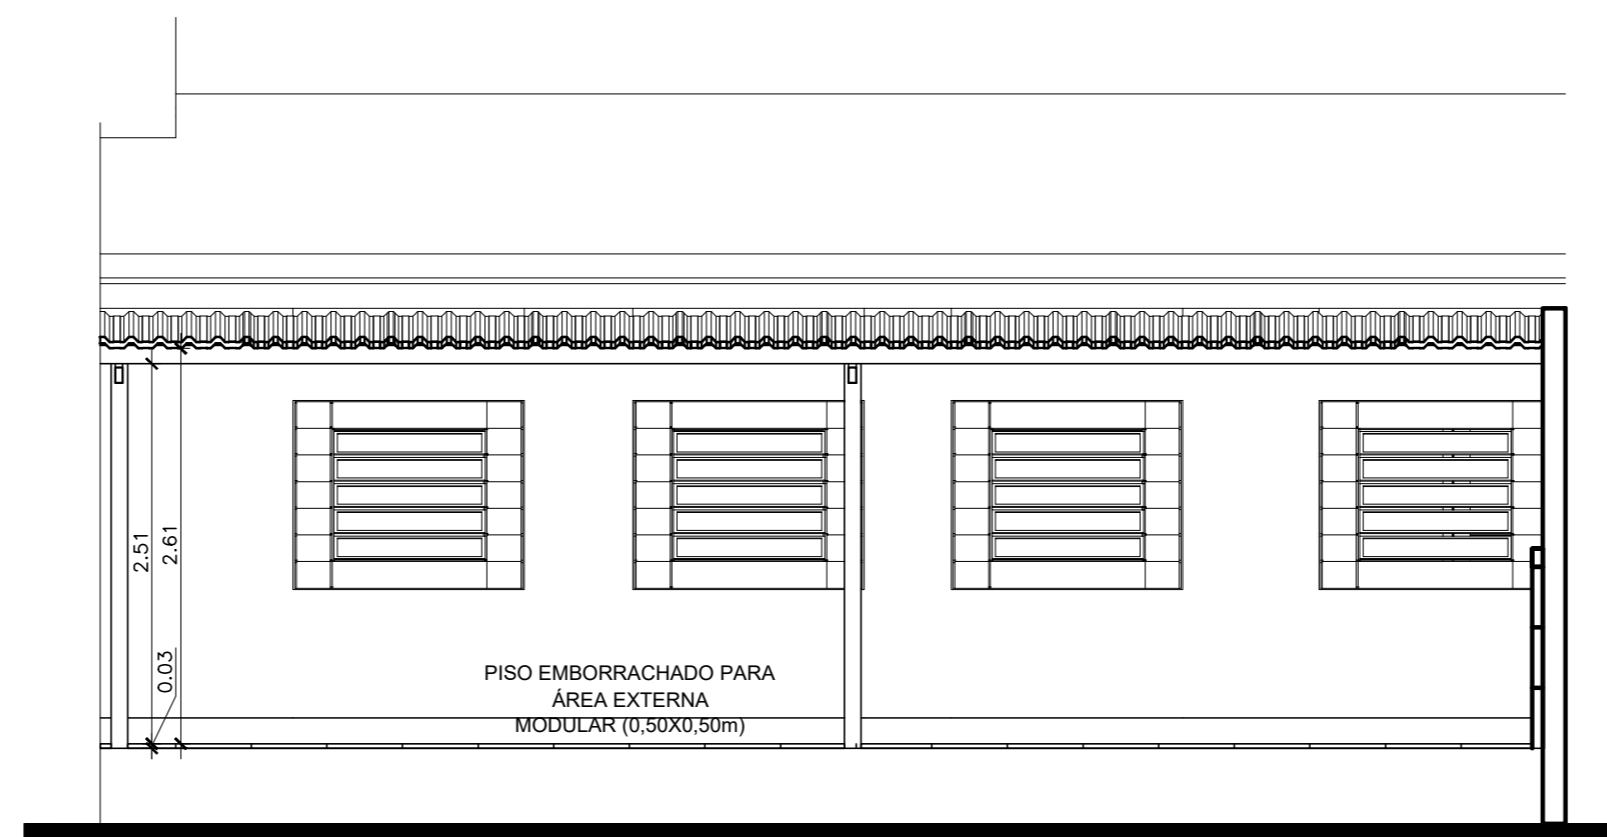 2.51
2.61
0.03
PISO EMBORRACHADO PARA
ÁREA EXTERNA
MODULAR (0,50X0,50m)